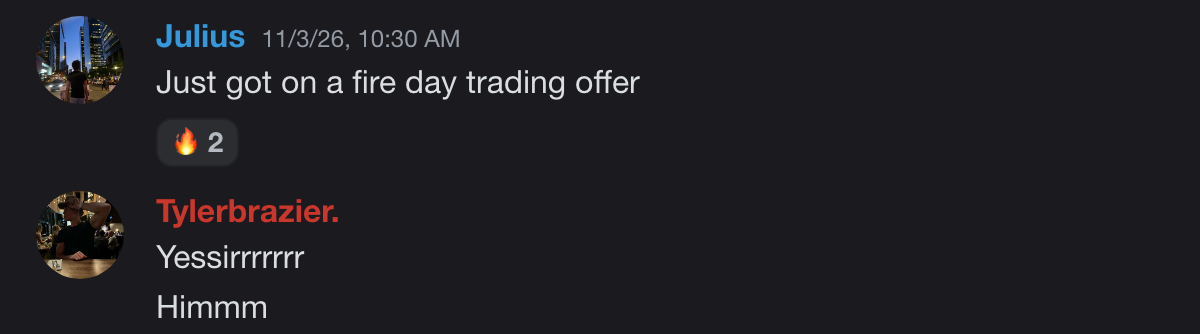 Julius 11/3/26, 10:30 AM
Just got on a fire day trading offer
🔥 2
Tylerbrazier.
Yessirrrrrrr
Himmm